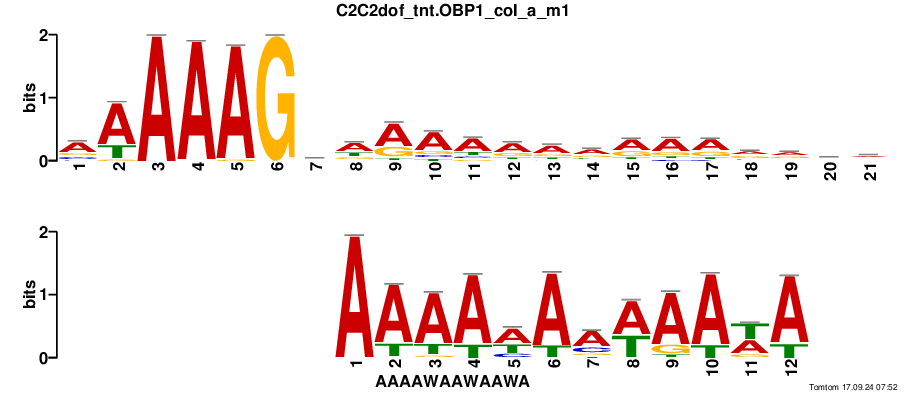 C2C2dof_tnt.OBP1_col_a_m1
2
1
0
bits
A A A A A G A A A A A A A A A A A A
T
G
1 2 3 4 5 6 7 8 9 10 11 12 13 14 15 16 17 18 19 20 21
2
1
0
bits
A A A A A A A A A A T A
T T T T T T C T G T A T
1 2 3 4 5 6 7 8 9 10 11 12
AAAAWAAWAAWA
Tomtom 17.09.24 07:52